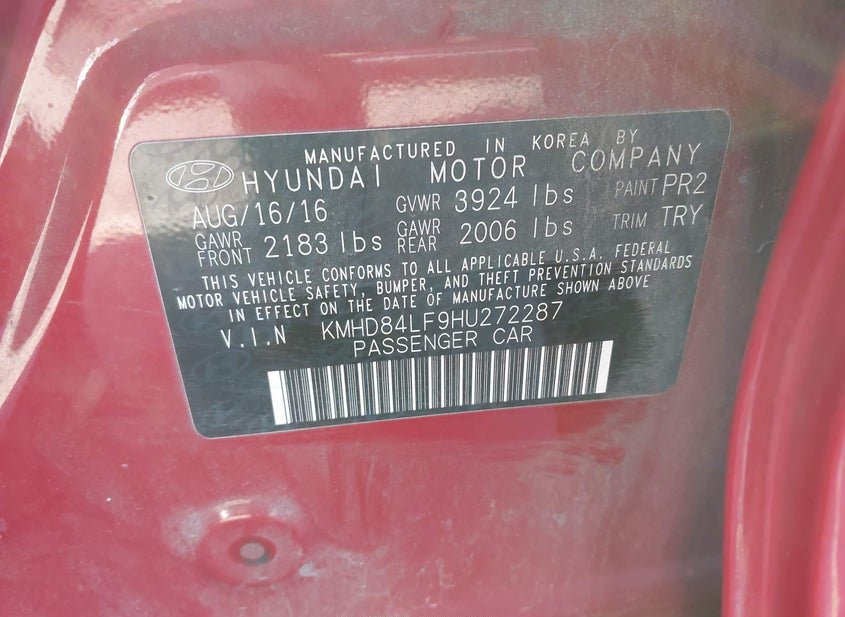 MANUFACTURED IN KOREA BY
HYUNDAI MOTOR COMPANY
AUG/16/16 GVWR 3924 lbs PAINT PR2
GAWR FRONT 2183 lbs GAWR REAR 2006 lbs TRIM TRY
THIS VEHICLE CONFORMS TO ALL APPLICABLE U.S.A. FEDERAL
MOTOR VEHICLE SAFETY, BUMPER, AND THEFT PREVENTION STANDARDS
IN EFFECT ON THE DATE OF MANUFACTURE SHOWN ABOVE
V.I.N KMHD84LF9HU272287
PASSENGER CAR